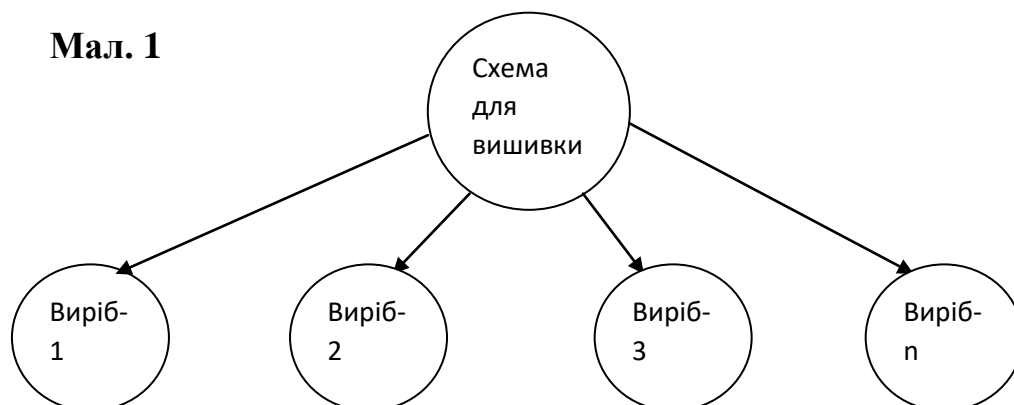 Мал. 1
Схема
для
вишивки
Виріб-
1
Виріб-
2
Виріб-
3
Виріб-
n